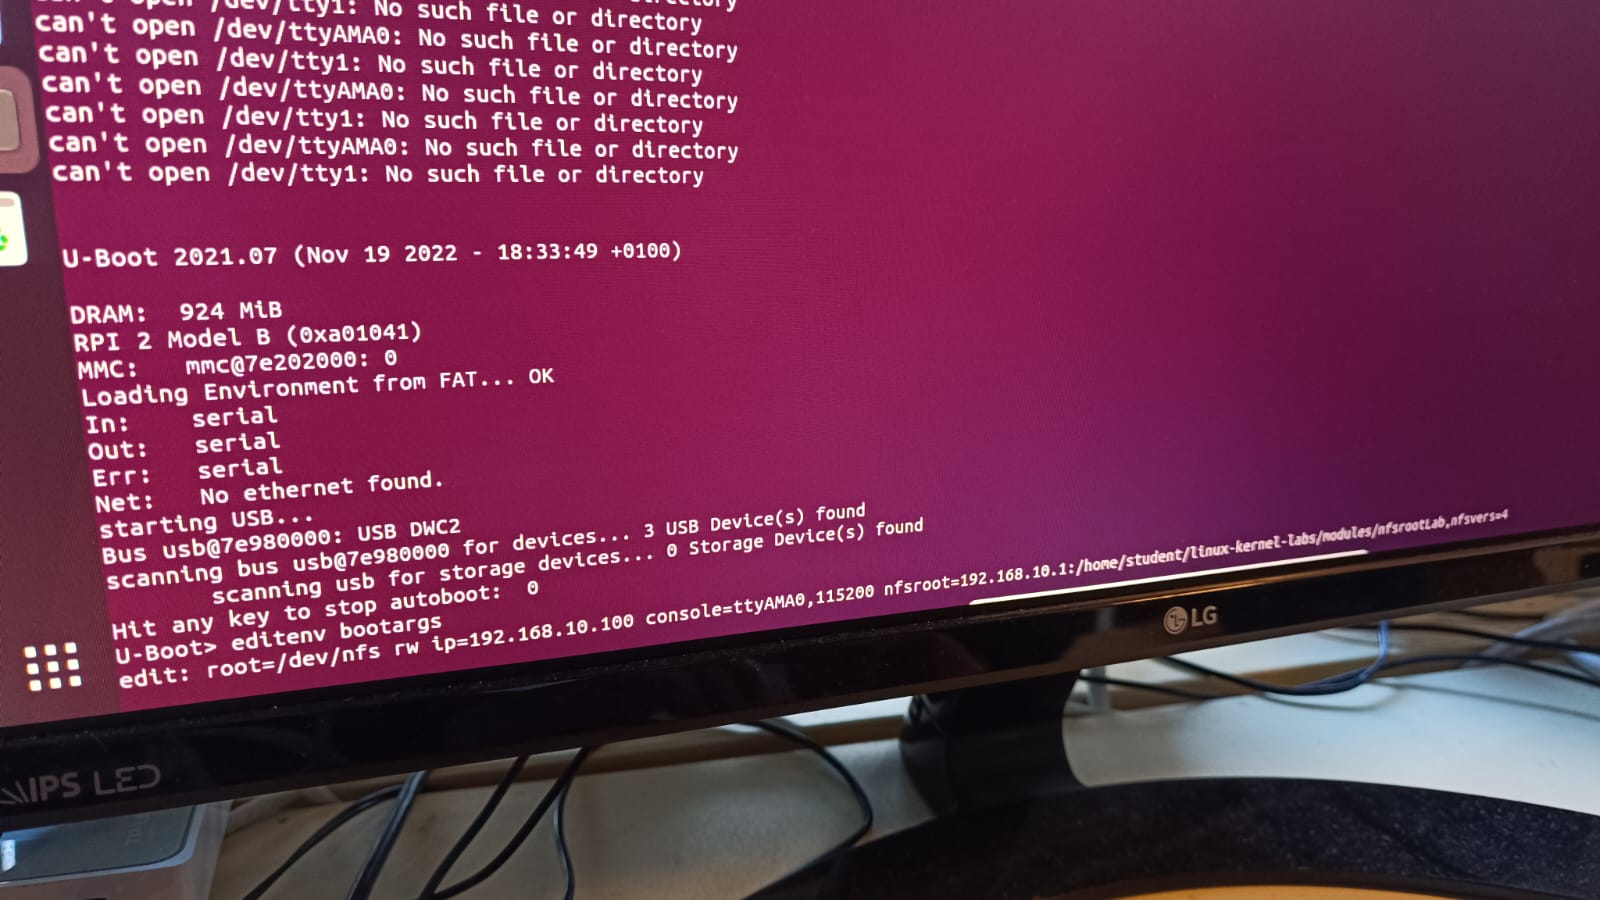 can't open /dev/tty1: No such file or directory
can't open /dev/ttyAMA0: No such file or directory
can't open /dev/tty1: No such file or directory
can't open /dev/ttyAMA0: No such file or directory
can't open /dev/tty1: No such file or directory
can't open /dev/ttyAMA0: No such file or directory
can't open /dev/tty1: No such file or directory
U-Boot 2021.07 (Nov 19 2022 - 18:33:49 +0100)
DRAM:  924 MiB
RPI 2 Model B (0xa01041)
MMC:   mmc@7e202000: 0
Loading Environment from FAT... OK
In:    serial
Out:   serial
Err:   serial
Net:   No ethernet found.
starting USB...
Bus usb@7e980000: USB DWC2
scanning bus usb@7e980000 for devices... 3 USB Device(s) found
       scanning usb for storage devices... 0 Storage Device(s) found
Hit any key to stop autoboot:  0
U-Boot> editenv bootargs
edit: root=/dev/nfs rw ip=192.168.10.100 console=ttyAMA0,115200 nfsroot=192.168.10.1:/home/student/linux-kernel-labs/modules/nfsrootLab,nfsvers=4
LG
IPS LED